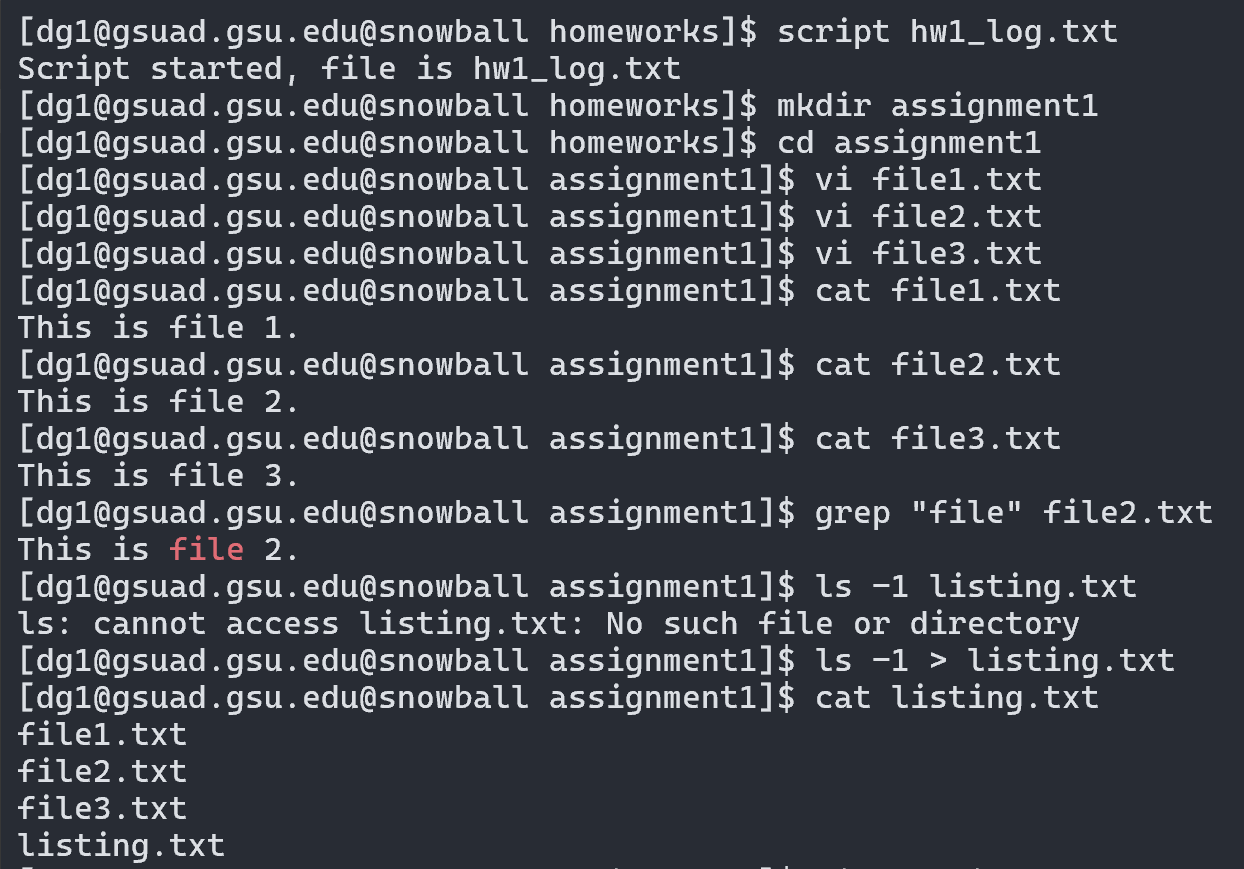 [dg1@gsuad.gsu.edu@snowball homeworks]$ script hw1_log.txt
Script started, file is hw1_log.txt
[dg1@gsuad.gsu.edu@snowball homeworks]$ mkdir assignment1
[dg1@gsuad.gsu.edu@snowball homeworks]$ cd assignment1
[dg1@gsuad.gsu.edu@snowball assignment1]$ vi file1.txt
[dg1@gsuad.gsu.edu@snowball assignment1]$ vi file2.txt
[dg1@gsuad.gsu.edu@snowball assignment1]$ vi file3.txt
[dg1@gsuad.gsu.edu@snowball assignment1]$ cat file1.txt
This is file 1.
[dg1@gsuad.gsu.edu@snowball assignment1]$ cat file2.txt
This is file 2.
[dg1@gsuad.gsu.edu@snowball assignment1]$ cat file3.txt
This is file 3.
[dg1@gsuad.gsu.edu@snowball assignment1]$ grep "file" file2.txt
This is file 2.
[dg1@gsuad.gsu.edu@snowball assignment1]$ ls -1 listing.txt
ls: cannot access listing.txt: No such file or directory
[dg1@gsuad.gsu.edu@snowball assignment1]$ ls -1 > listing.txt
[dg1@gsuad.gsu.edu@snowball assignment1]$ cat listing.txt
file1.txt
file2.txt
file3.txt
listing.txt